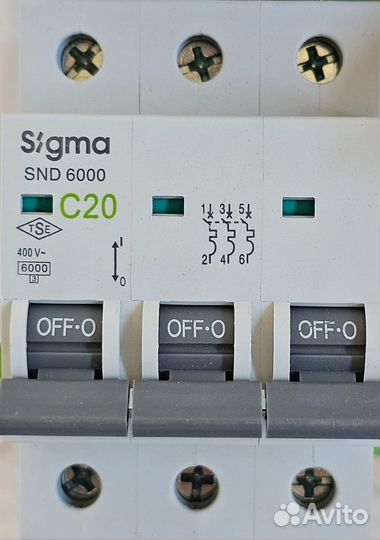 Sigma
SND 6000
C20
TSE
400 V~
6000
3
I
0
1 3 5
2 4 6
OFF·O OFF·O OFF·O
Avito